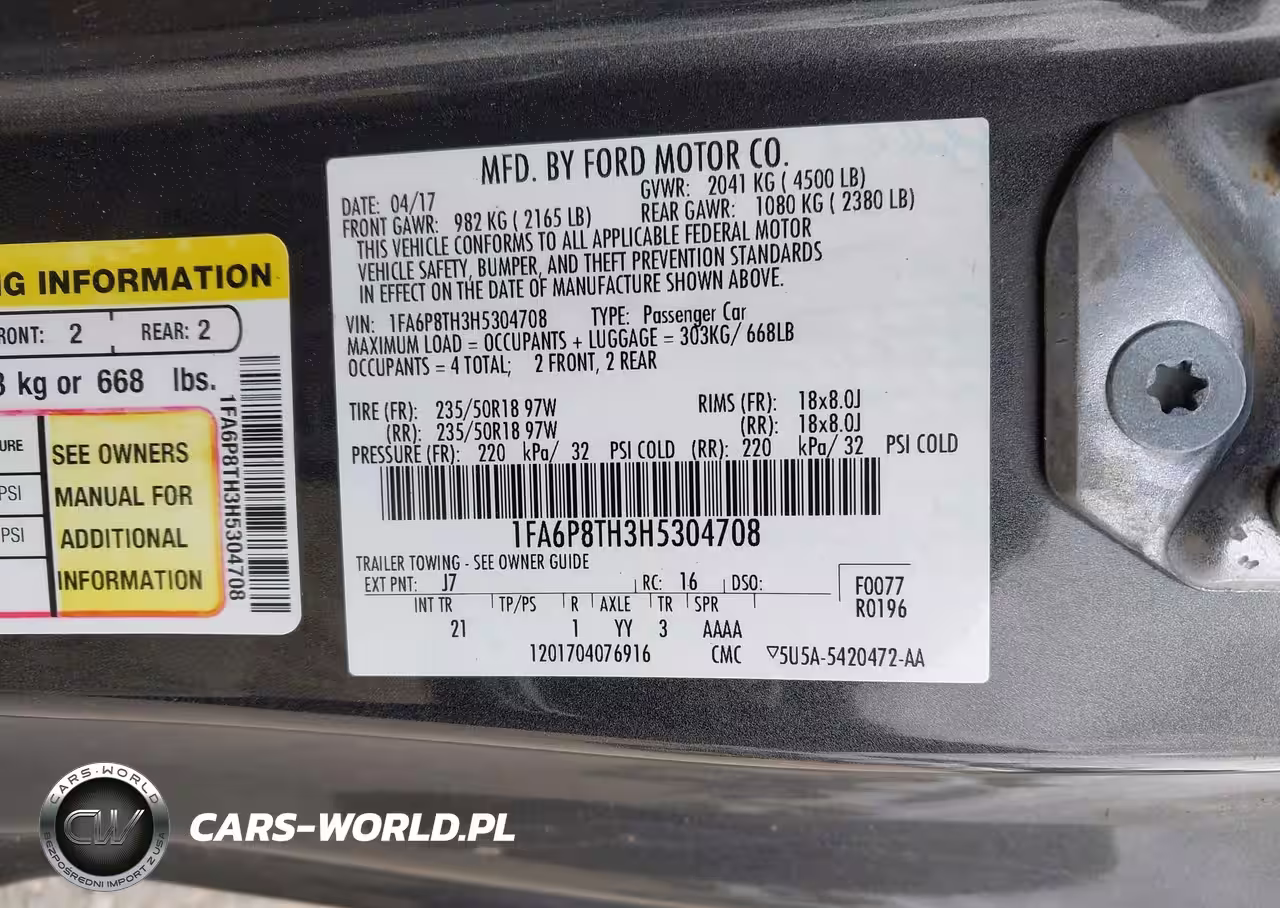 MFD. BY FORD MOTOR CO.
DATE: 04/17 GVWR: 2041 KG ( 4500 LB)
FRONT GAWR: 982 KG ( 2165 LB) REAR GAWR: 1080 KG ( 2380 LB)
THIS VEHICLE CONFORMS TO ALL APPLICABLE FEDERAL MOTOR
VEHICLE SAFETY, BUMPER, AND THEFT PREVENTION STANDARDS
IN EFFECT ON THE DATE OF MANUFACTURE SHOWN ABOVE.
VIN: 1FA6P8TH3H5304708 TYPE: Passenger Car
MAXIMUM LOAD = OCCUPANTS + LUGGAGE = 303KG/ 668LB
OCCUPANTS = 4 TOTAL; 2 FRONT, 2 REAR
TIRE (FR): 235/50R18 97W RIMS (FR): 18x8.0J
(RR): 235/50R18 97W (RR): 18x8.0J
PRESSURE (FR): 220 kPa/ 32 PSI COLD (RR): 220 kPa/ 32 PSI COLD
1FA6P8TH3H5304708
TRAILER TOWING - SEE OWNER GUIDE
EXT PNT: J7 RC: 16 DSO: F0077
R0196
INT TR TP/PS R AXLE TR SPR
21 1 YY 3 AAAA
1201704076916 CMC ▽5U5A-5420472-AA
G INFORMATION
RONT: 2 REAR: 2
3 kg or 668 lbs.
URE
PSI
PSI
SEE OWNERS
MANUAL FOR
ADDITIONAL
INFORMATION
1FA6P8TH3H5304708
CARS-WORLD
CW
BEZPOŚREDNI IMPORT Z USA
CARS-WORLD.PL